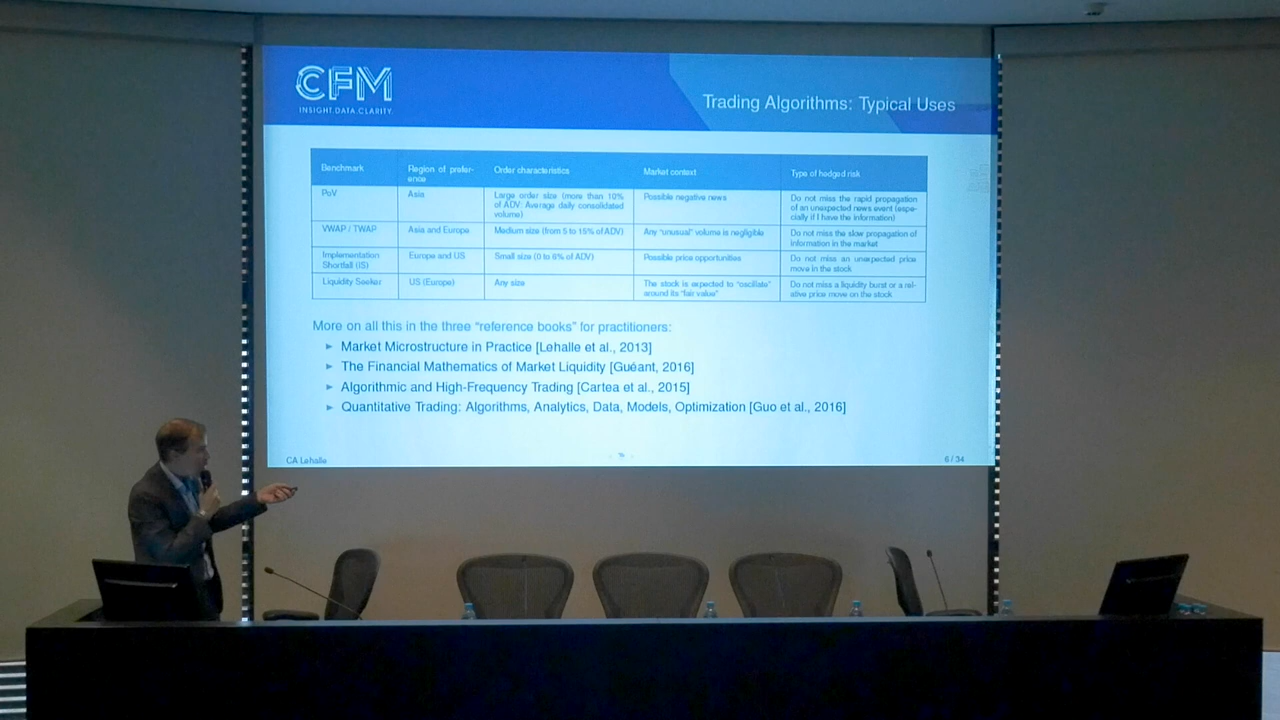 CFM
INSIGHT.DATA.CLARITY.
Trading Algorithms: Typical Uses
Benchmark
Region of prefer-
ence
Order characteristics
Market context
Type of hedged risk
PoV
Asia
Large order size (more than 10%
of ADV: Average daily consolidated
volume)
Possible negative news
Do not miss the rapid propagation
of an unexpected news event (espe-
cially if I have the information)
VWAP / TWAP
Asia and Europe
Medium size (from 5 to 15% of ADV)
Any "unusual" volume is negligible
Do not miss the slow propagation of
information in the market
Implementation
Shortfall (IS)
Europe and US
Small size (0 to 6% of ADV)
Possible price opportunities
Do not miss an unexpected price
move in the stock
Liquidity Seeker
US (Europe)
Any size
The stock is expected to "oscillate"
around its "fair value"
Do not miss a liquidity burst or a rel-
ative price move on the stock
More on all this in the three "reference books" for practitioners:
► Market Microstructure in Practice [Lehalle et al., 2013]
► The Financial Mathematics of Market Liquidity [Guéant, 2016]
► Algorithmic and High-Frequency Trading [Cartea et al., 2015]
► Quantitative Trading: Algorithms, Analytics, Data, Models, Optimization [Guo et al., 2016]
CA Lehalle
6 / 34